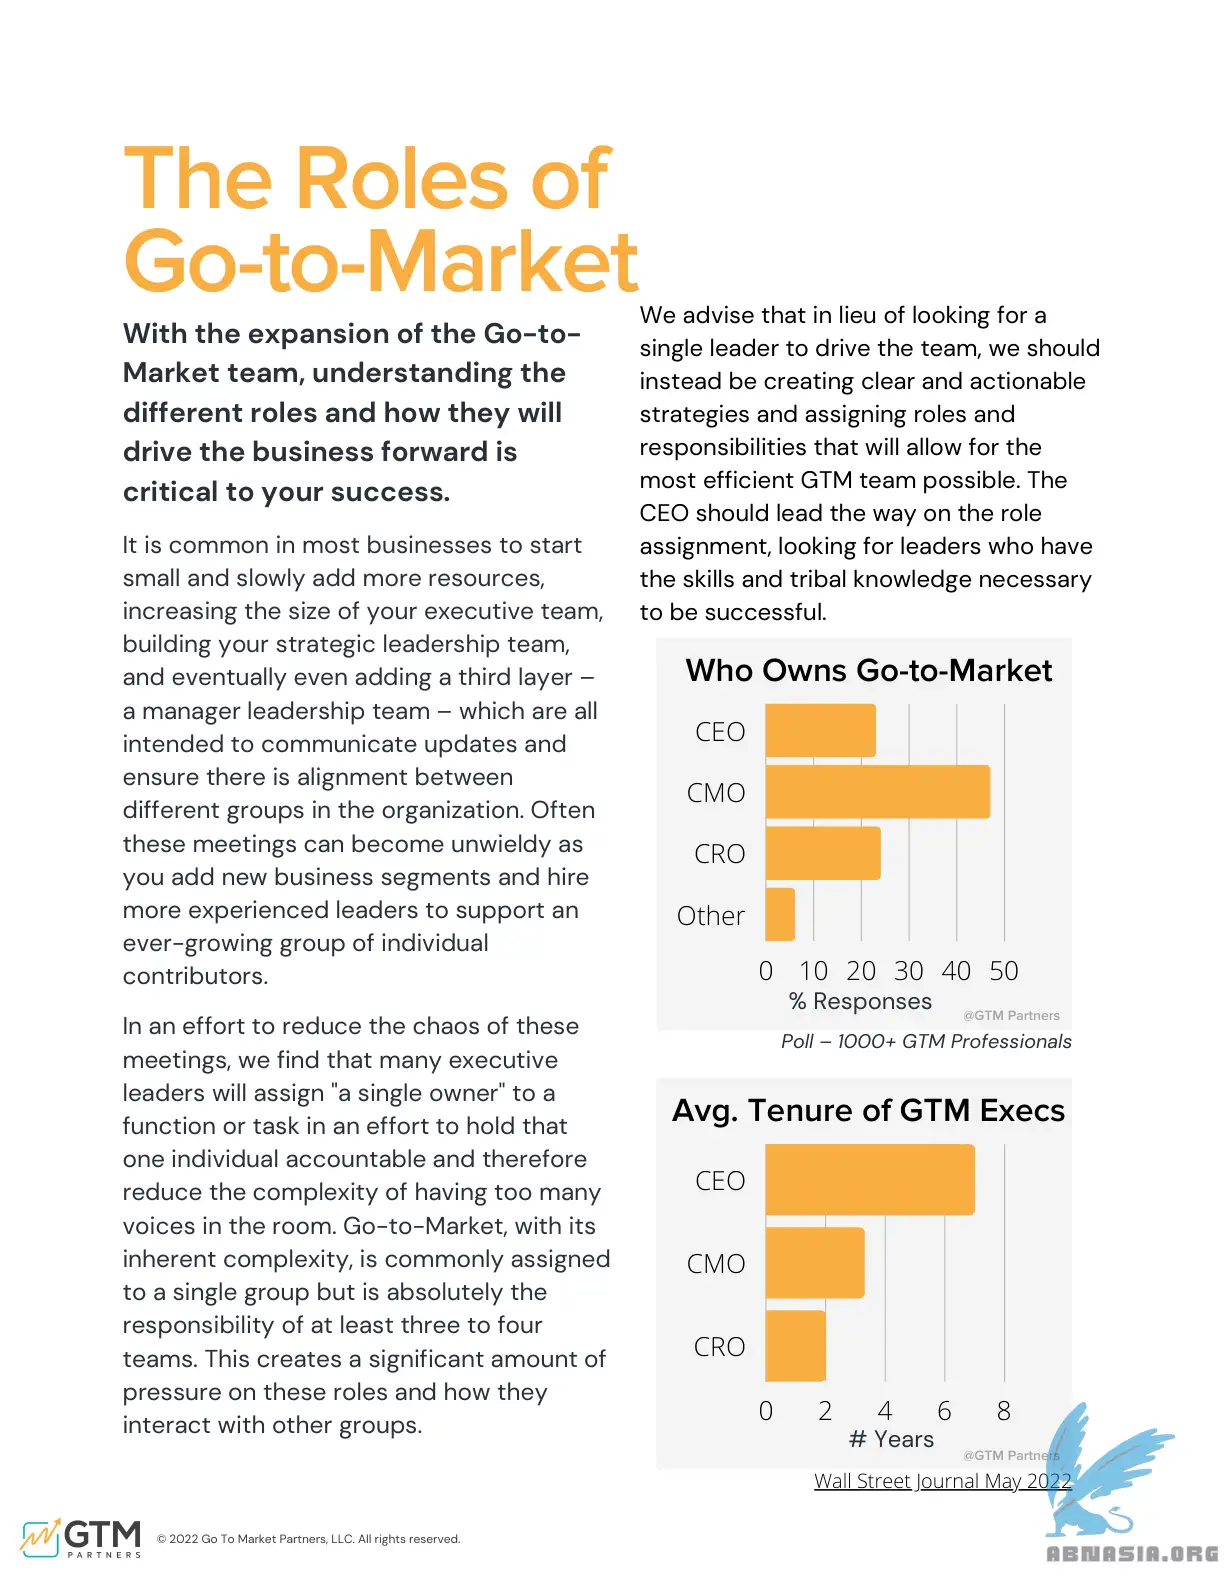 The Roles of
Go-to-Market
With the expansion of the Go-to-
Market team, understanding the
different roles and how they will
drive the business forward is
critical to your success.
It is common in most businesses to start
small and slowly add more resources,
increasing the size of your executive team,
building your strategic leadership team,
and eventually even adding a third layer –
a manager leadership team – which are all
intended to communicate updates and
ensure there is alignment between
different groups in the organization. Often
these meetings can become unwieldy as
you add new business segments and hire
more experienced leaders to support an
ever-growing group of individual
contributors.
In an effort to reduce the chaos of these
meetings, we find that many executive
leaders will assign "a single owner" to a
function or task in an effort to hold that
one individual accountable and therefore
reduce the complexity of having too many
voices in the room. Go-to-Market, with its
inherent complexity, is commonly assigned
to a single group but is absolutely the
responsibility of at least three to four
teams. This creates a significant amount of
pressure on these roles and how they
interact with other groups.
We advise that in lieu of looking for a
single leader to drive the team, we should
instead be creating clear and actionable
strategies and assigning roles and
responsibilities that will allow for the
most efficient GTM team possible. The
CEO should lead the way on the role
assignment, looking for leaders who have
the skills and tribal knowledge necessary
to be successful.
Who Owns Go-to-Market
CEO
CMO
CRO
Other
0 10 20 30 40 50
% Responses
@GTM Partners
Poll – 1000+ GTM Professionals
Avg. Tenure of GTM Execs
CEO
CMO
CRO
0 2 4 6 8
# Years
@GTM Partners
Wall Street Journal May 2022
GTM
PARTNERS
© 2022 Go To Market Partners, LLC. All rights reserved.
ABNASIA.ORG